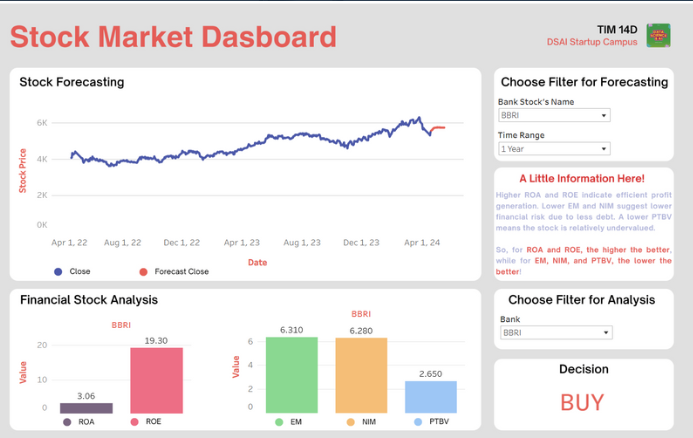 Stock Market Dasboard
TIM 14D
DSAI Startup Campus
Stock Forecasting
Stock Price
6K
4K
2K
0K
Apr 1, 22 Aug 1, 22 Dec 1, 22 Apr 1, 23 Aug 1, 23 Dec 1, 23 Apr 1, 24
Date
Close Forecast Close
Choose Filter for Forecasting
Bank Stock's Name
BBRI
Time Range
1 Year
A Little Information Here!
Higher ROA and ROE indicate efficient profit
generation. Lower EM and NIM suggest lower
financial risk due to less debt. A lower PTBV
means the stock is relatively undervalued.
So, for ROA and ROE, the higher the better,
while for EM, NIM, and PTBV, the lower the
better!
Financial Stock Analysis
BBRI
Value
20
10
0
3.06
19.30
ROA ROE
BBRI
Value
6
4
2
0
6.310
6.280
2.650
EM NIM PTBV
Choose Filter for Analysis
Bank
BBRI
Decision
BUY